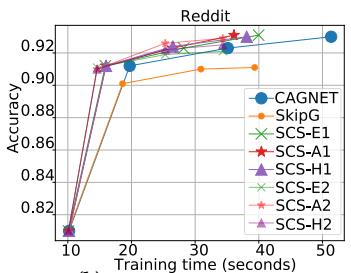 Reddit
Accuracy
0.92
0.90
0.88
0.86
0.84
0.82
CAGNET
SkipG
SCS-E1
SCS-A1
SCS-H1
SCS-E2
SCS-A2
SCS-H2
10 20 30 40 50
Training time (seconds)